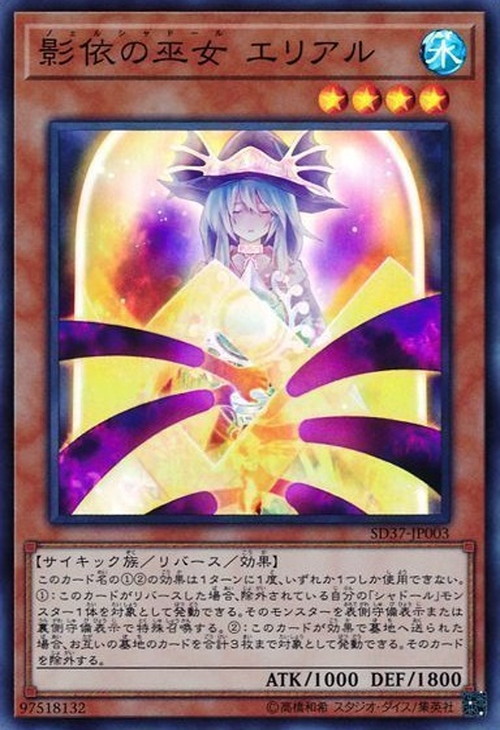 ノェルシャドール
影依の巫女 エリアル
水
SD37-JP003
【サイキック族／リバース／効果】
このカード名の①②の効果は1ターンに1度、いずれか1つしか使用できない。
①：このカードがリバースした場合、除外されている自分の「シャドール」モン
スター1体を対象として発動できる。そのモンスターを表側守備表示または
裏側守備表示で特殊召喚する。②：このカードが効果で墓地へ送られた
場合、お互いの墓地のカードを合計3枚まで対象として発動できる。そのカード
を除外する。
ATK/1000 DEF/1800
97518132
©高橋和希 スタジオ・ダイス/集英社